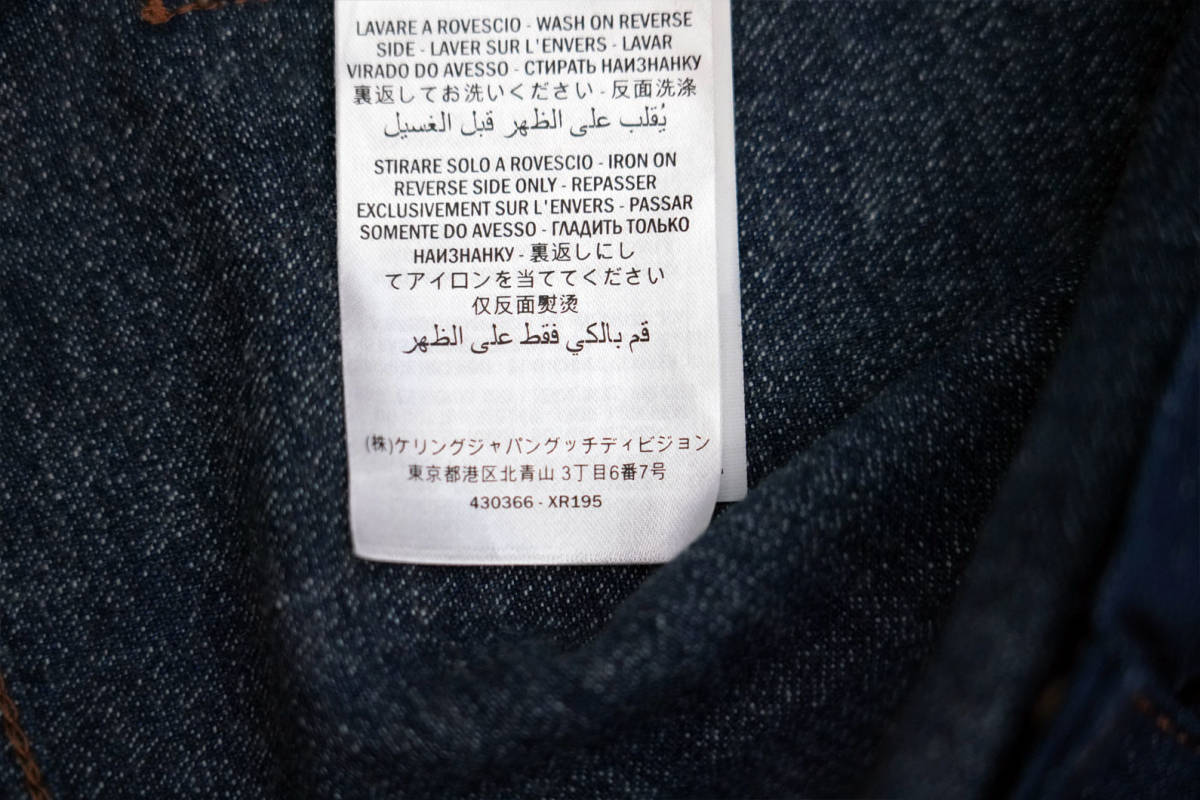 LAVARE A ROVESCIO - WASH ON REVERSE
SIDE - LAVER SUR L'ENVERS - LAVAR
VIRADO DO AVESSO - СТИРАТЬ НАИЗНАНКУ
裏返してお洗いください - 反面洗涤
يُقلب على الظهر قبل الغسيل
STIRARE SOLO A ROVESCIO - IRON ON
REVERSE SIDE ONLY - REPASSER
EXCLUSIVEMENT SUR L'ENVERS - PASSAR
SOMENTE DO AVESSO - ГЛАДИТЬ ТОЛЬКО
НАИЗНАНКУ - 裏返しにし
てアイロンを当ててください
仅反面熨烫
قم بالكي فقط على الظهر
(株)ケリングジャパングッチディビジョン
東京都港区北青山 3丁目6番7号
430366 - XR195